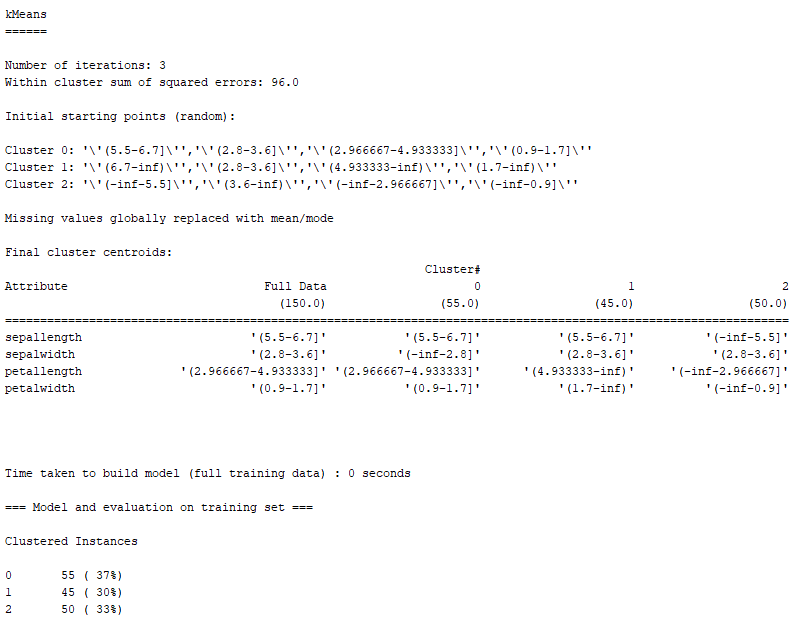 kMeans
======
Number of iterations: 3
Within cluster sum of squared errors: 96.0
Initial starting points (random):
Cluster 0: '\'(5.5-6.7]\'','\'(2.8-3.6]\'','\'(2.966667-4.933333]\'','\'(0.9-1.7]\''
Cluster 1: '\'(6.7-inf)\'','\'(2.8-3.6]\'','\'(4.933333-inf)\'','\'(1.7-inf)\''
Cluster 2: '\'(-inf-5.5]\'','\'(3.6-inf)\'','\'(-inf-2.966667]\'','\'(-inf-0.9]\''
Missing values globally replaced with mean/mode
Final cluster centroids:
Cluster#
Attribute Full Data 0 1 2
(150.0) (55.0) (45.0) (50.0)
=================================================================================================================
sepallength '(5.5-6.7]' '(5.5-6.7]' '(5.5-6.7]' '(-inf-5.5]'
sepalwidth '(2.8-3.6]' '(-inf-2.8]' '(2.8-3.6]' '(2.8-3.6]'
petallength '(2.966667-4.933333]' '(2.966667-4.933333]' '(4.933333-inf)' '(-inf-2.966667]'
petalwidth '(0.9-1.7]' '(0.9-1.7]' '(1.7-inf)' '(-inf-0.9]'
Time taken to build model (full training data) : 0 seconds
=== Model and evaluation on training set ===
Clustered Instances
0 55 ( 37%)
1 45 ( 30%)
2 50 ( 33%)